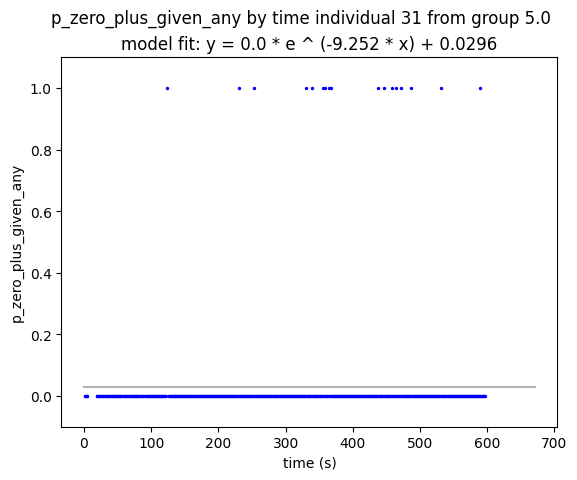 p_zero_plus_given_any by time individual 31 from group 5.0
model fit: y = 0.0 * e ^ (-9.252 * x) + 0.0296
1.0
0.8
0.6
0.4
0.2
0.0
p_zero_plus_given_any
0 100 200 300 400 500 600 700
time (s)